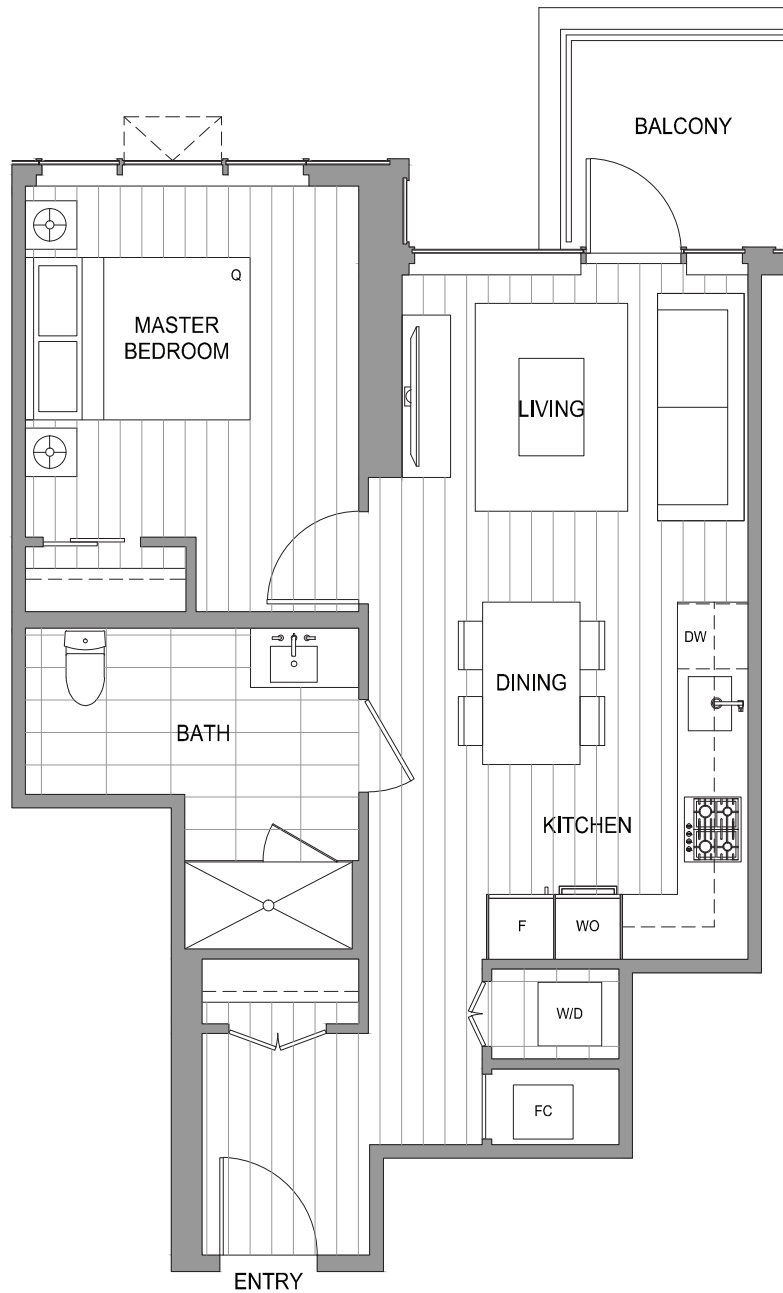 BALCONY
Q
MASTER
BEDROOM
LIVING
DW
DINING
BATH
KITCHEN
F
WO
W/D
FC
ENTRY